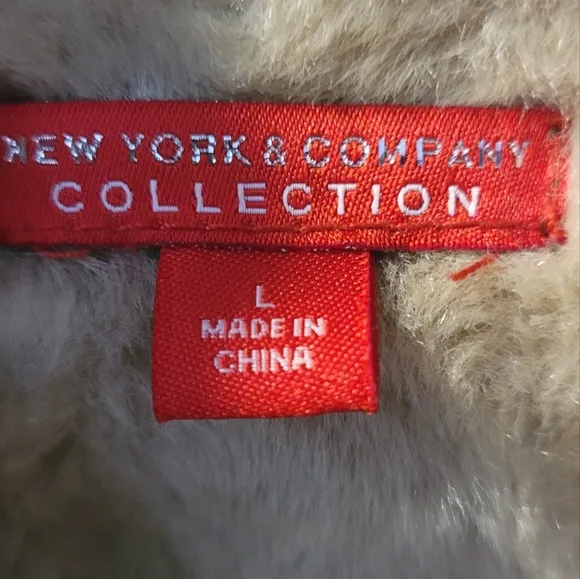 NEW YORK & COMPANY
COLLECTION
L
MADE IN
CHINA